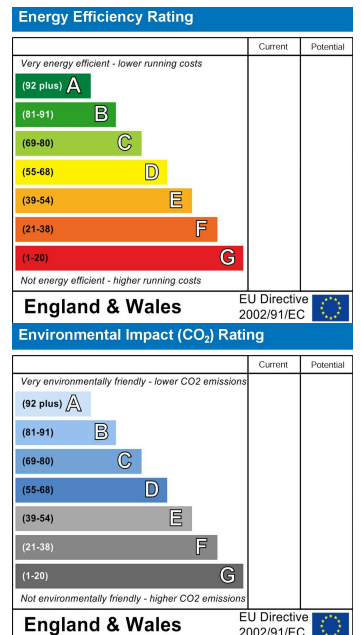 Energy Efficiency Rating
Current Potential
Very energy efficient - lower running costs
(92 plus) A
(81-91) B
(69-80) C
(55-68) D
(39-54) E
(21-38) F
(1-20) G
Not energy efficient - higher running costs
England & Wales
EU Directive
2002/91/EC
Environmental Impact (CO₂) Rating
Current Potential
Very environmentally friendly - lower CO2 emissions
(92 plus) A
(81-91) B
(69-80) C
(55-68) D
(39-54) E
(21-38) F
(1-20) G
Not environmentally friendly - higher CO2 emissions
England & Wales
EU Directive
2002/91/EC